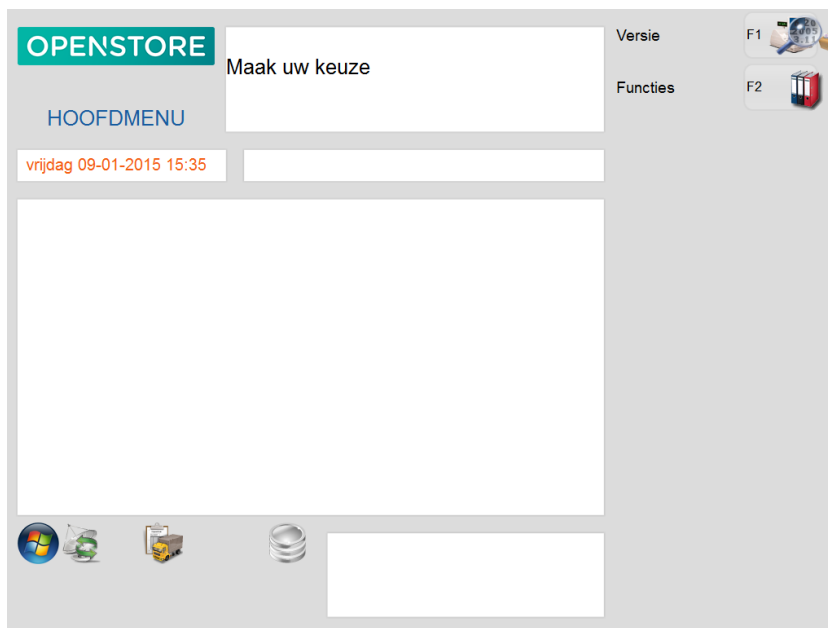 OPENSTORE
Maak uw keuze
HOOFDMENU
vrijdag 09-01-2015 15:35
Versie
F1
Functies
F2